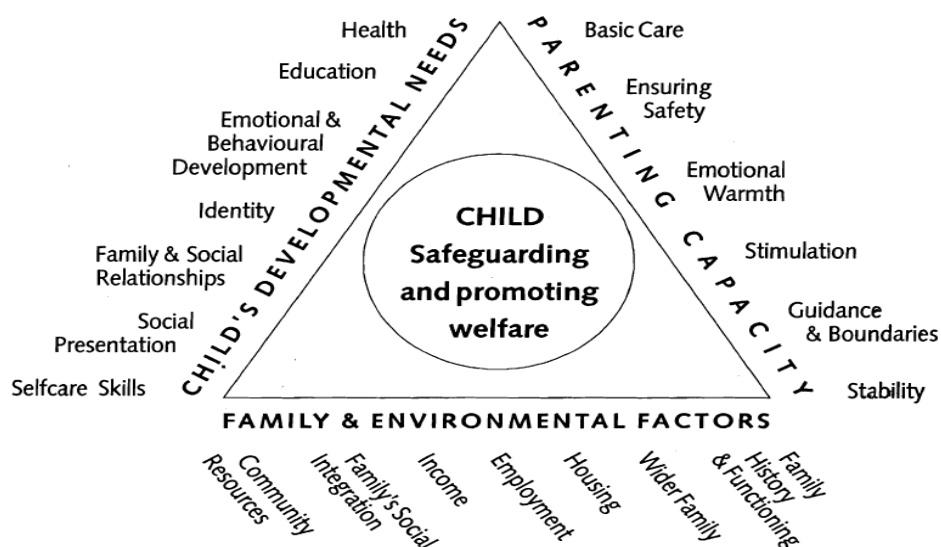 Health
Education
Emotional &
Behavioural
Development
Identity
Family & Social
Relationships
Social
Presentation
Selfcare Skills
CHILD'S DEVELOPMENTAL NEEDS
PARENTING CAPACITY
Basic Care
Ensuring
Safety
Emotional
Warmth
Stimulation
Guidance
& Boundaries
Stability
CHILD
Safeguarding
and promoting
welfare
FAMILY & ENVIRONMENTAL FACTORS
Community
Resources
Family's Social
Integration
Income
Employment
Housing
Wider Family
Family
History
& Functioning